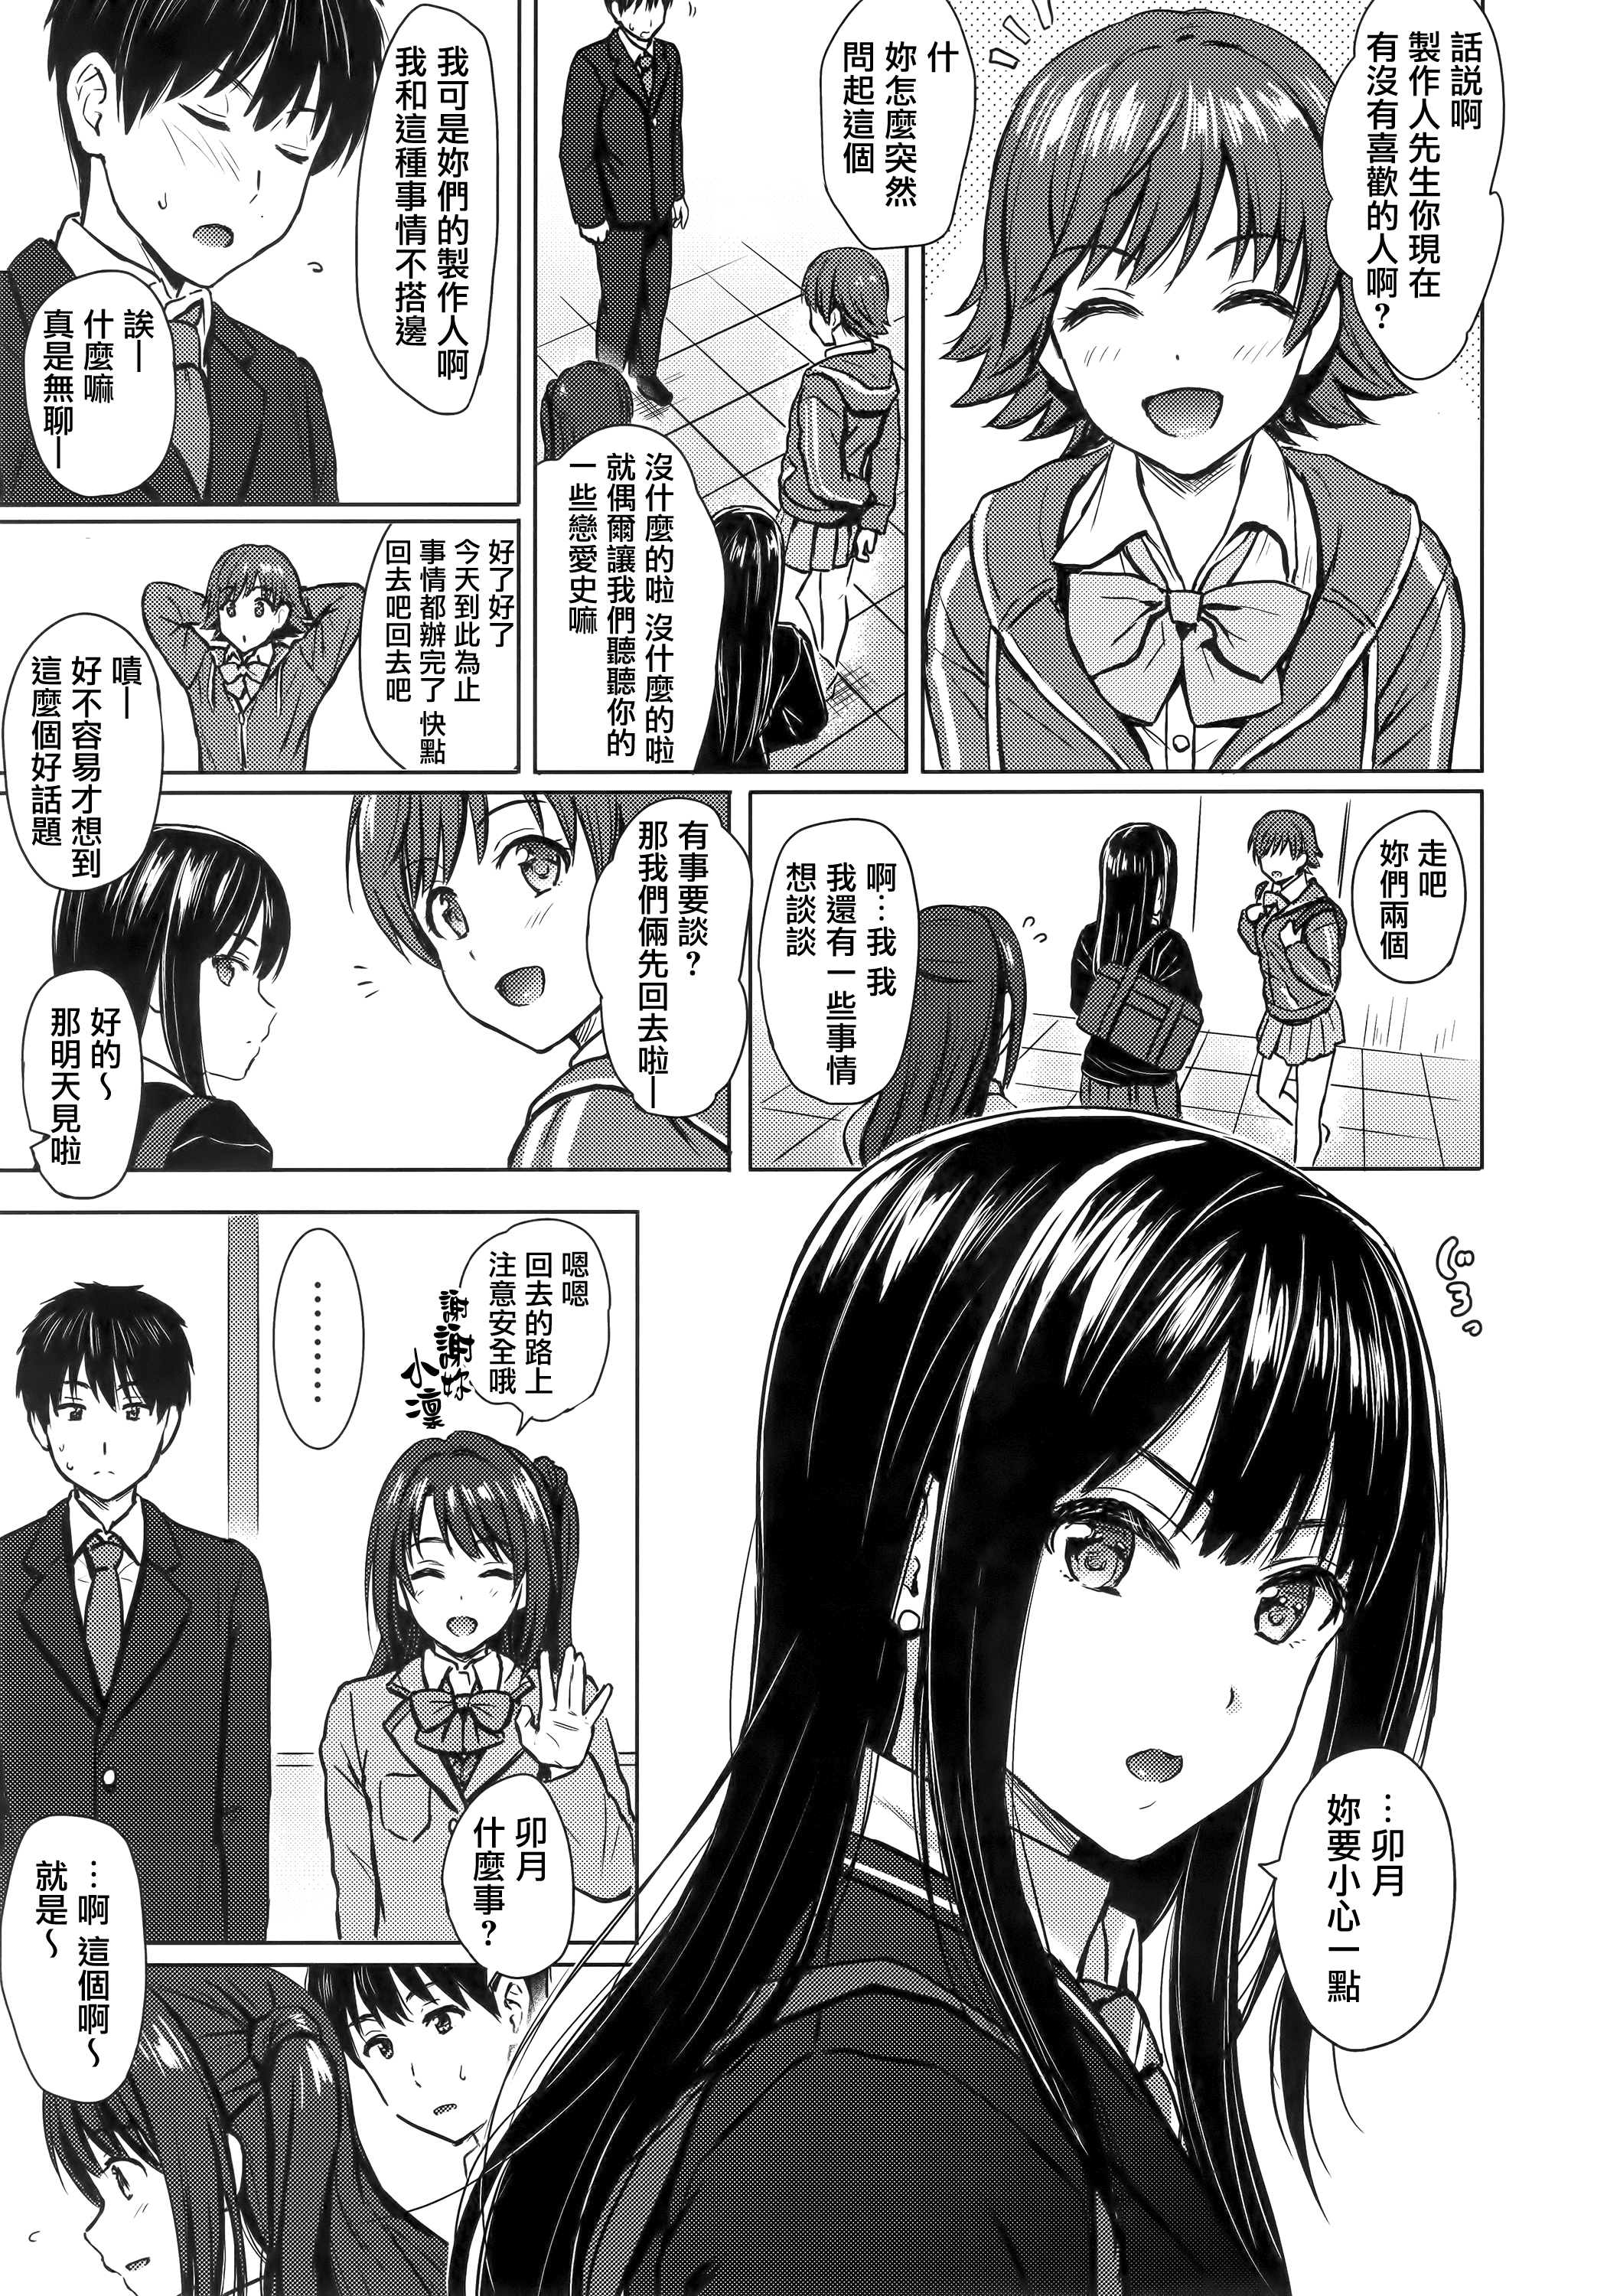 話說啊
製作人先生你現在
有沒有喜歡的人啊?
什
妳怎麼突然
問起這個
沒什麼的啦 沒什麼的啦
就偶爾讓我們聽聽你的
一些戀愛史嘛
我可是妳們的製作人啊
我和這種事情不搭邊
誒ー
什麼嘛
真是無聊ー
好了好了
今天到此為止
事情都辦完了 快點
回去吧回去吧
嘖ー
好不容易才想到
這麼個好話題
走吧
妳們兩個
啊…我 我
我還有一些事情
想談談
有事要談?
那我們倆先回去啦ー
好的～
那明天見啦
じろっ
…卯月
妳要小心一點
嗯嗯
回去的路上
注意安全哦
謝謝妳
小凛
………
卯月
什麼事?
…啊 這個啊～
就是～